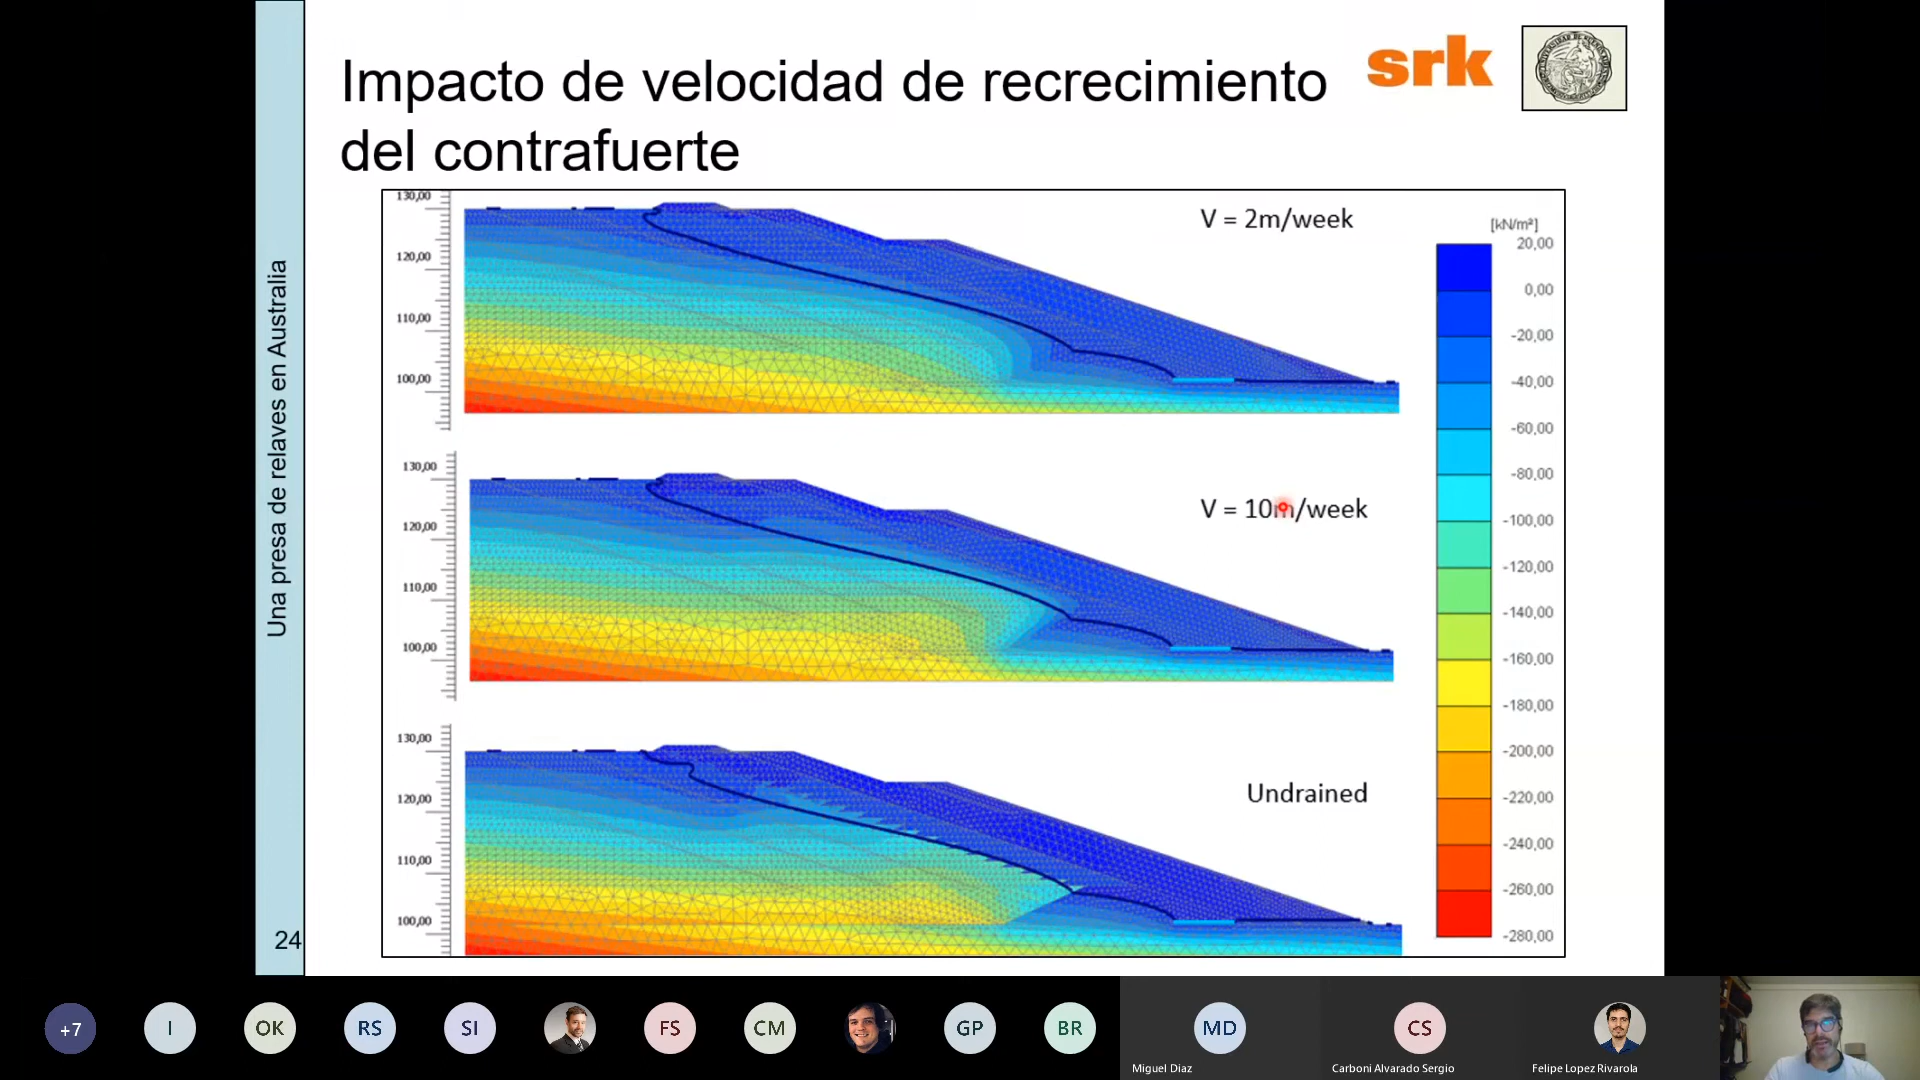 Impacto de velocidad de recrecimiento
del contrafuerte
srk
Una presa de relaves en Australia
24
130,00
120,00
110,00
100,00
V = 2m/week
130,00
120,00
110,00
100,00
V = 10m/week
130,00
120,00
110,00
100,00
Undrained
[kN/m²]
20,00
0,00
-20,00
-40,00
-60,00
-80,00
-100,00
-120,00
-140,00
-160,00
-180,00
-200,00
-220,00
-240,00
-260,00
-280,00
+7
I
OK
RS
SI
FS
CM
GP
BR
MD
Miguel Diaz
CS
Carboni Alvarado Sergio
Felipe Lopez Rivarola